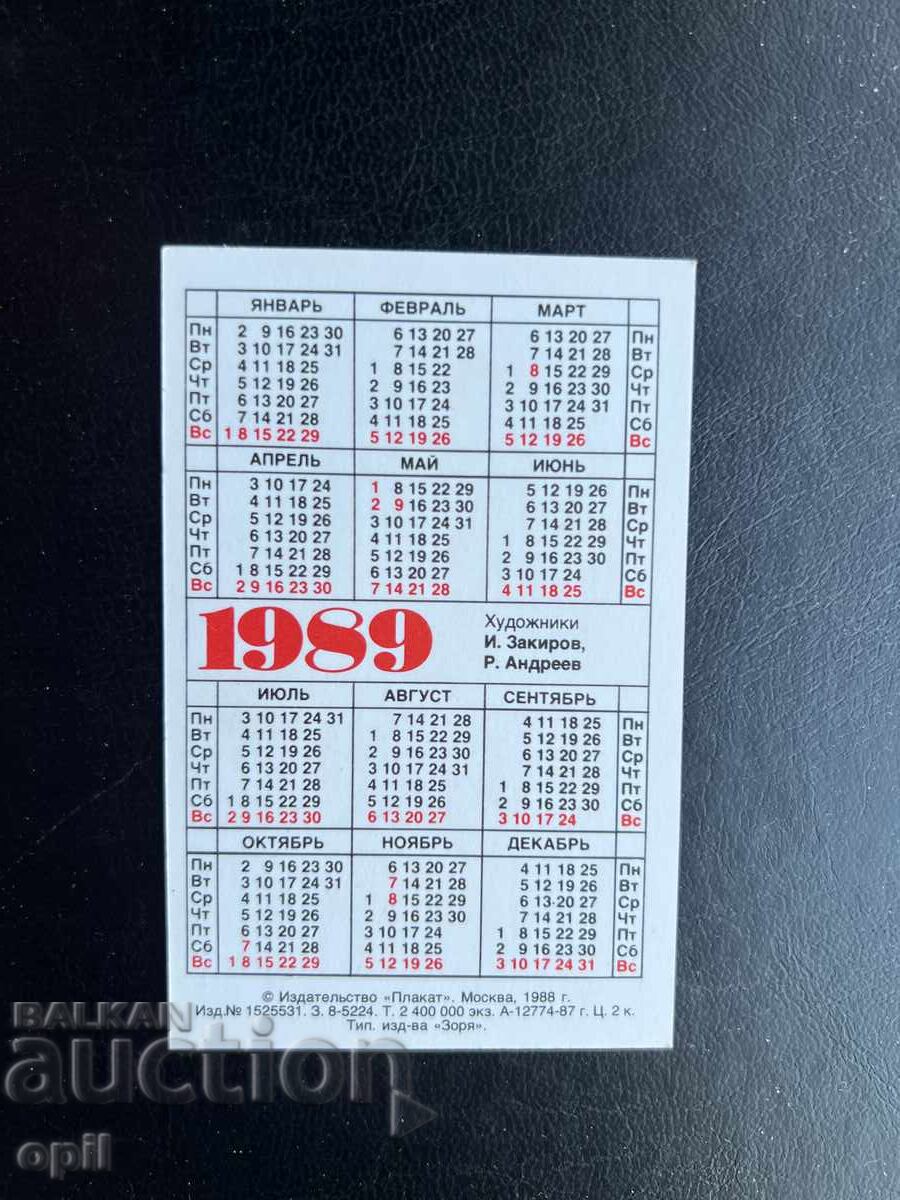 ЯНВАРЬ ФЕВРАЛЬ МАРТ
Пн 2 9 16 23 30 6 13 20 27 6 13 20 27 Пн
Вт 3 10 17 24 31 7 14 21 28 7 14 21 28 Вт
Ср 4 11 18 25 1 8 15 22 1 8 15 22 29 Ср
Чт 5 12 19 26 2 9 16 23 2 9 16 23 30 Чт
Пт 6 13 20 27 3 10 17 24 3 10 17 24 31 Пт
Сб 7 14 21 28 4 11 18 25 4 11 18 25 Сб
Вс 1 8 15 22 29 5 12 19 26 5 12 19 26 Вс
АПРЕЛЬ МАЙ ИЮНЬ
Пн 3 10 17 24 1 8 15 22 29 5 12 19 26 Пн
Вт 4 11 18 25 2 9 16 23 30 6 13 20 27 Вт
Ср 5 12 19 26 3 10 17 24 31 7 14 21 28 Ср
Чт 6 13 20 27 4 11 18 25 1 8 15 22 29 Чт
Пт 7 14 21 28 5 12 19 26 2 9 16 23 30 Пт
Сб 1 8 15 22 29 6 13 20 27 3 10 17 24 Сб
Вс 2 9 16 23 30 7 14 21 28 4 11 18 25 Вс
1989
Художники
И. Закиров,
Р. Андреев
ИЮЛЬ АВГУСТ СЕНТЯБРЬ
Пн 3 10 17 24 31 7 14 21 28 4 11 18 25 Пн
Вт 4 11 18 25 1 8 15 22 29 5 12 19 26 Вт
Ср 5 12 19 26 2 9 16 23 30 6 13 20 27 Ср
Чт 6 13 20 27 3 10 17 24 31 7 14 21 28 Чт
Пт 7 14 21 28 4 11 18 25 1 8 15 22 29 Пт
Сб 1 8 15 22 29 5 12 19 26 2 9 16 23 30 Сб
Вс 2 9 16 23 30 6 13 20 27 3 10 17 24 Вс
ОКТЯБРЬ НОЯБРЬ ДЕКАБРЬ
Пн 2 9 16 23 30 6 13 20 27 4 11 18 25 Пн
Вт 3 10 17 24 31 7 14 21 28 5 12 19 26 Вт
Ср 4 11 18 25 1 8 15 22 29 6 13 20 27 Ср
Чт 5 12 19 26 2 9 16 23 30 7 14 21 28 Чт
Пт 6 13 20 27 3 10 17 24 1 8 15 22 29 Пт
Сб 7 14 21 28 4 11 18 25 2 9 16 23 30 Сб
Вс 1 8 15 22 29 5 12 19 26 3 10 17 24 31 Вс
© Издательство «Плакат». Москва, 1988 г.
Изд.№ 1525531. З. 8-5224. Т. 2 400 000 экз. А-12774-87 г. Ц. 2 к.
Тип. изд-ва «Зоря».
BALKAN
auction
opil